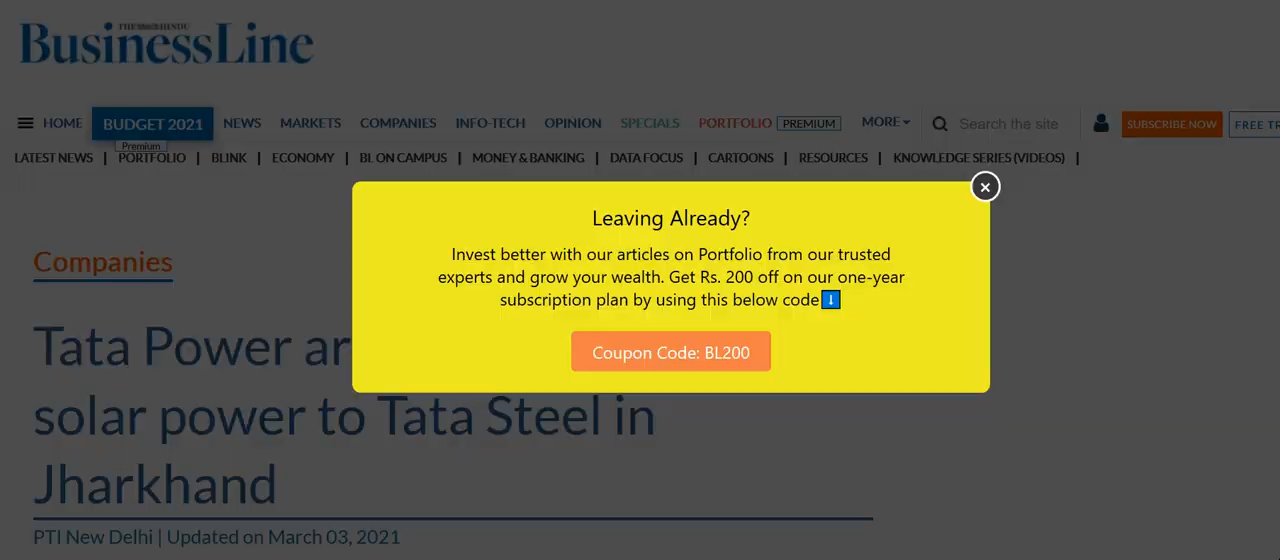 THE HINDU
BusinessLine
HOME BUDGET 2021 NEWS MARKETS COMPANIES INFO-TECH OPINION SPECIALS PORTFOLIO PREMIUM MORE Search the site SUBSCRIBE NOW FREE TR
Premium
LATEST NEWS | PORTFOLIO | BLINK | ECONOMY | BL ON CAMPUS | MONEY & BANKING | DATA FOCUS | CARTOONS | RESOURCES | KNOWLEDGE SERIES (VIDEOS) |
Leaving Already?
Invest better with our articles on Portfolio from our trusted
experts and grow your wealth. Get Rs. 200 off on our one-year
subscription plan by using this below code⬇
Coupon Code: BL200
Companies
Tata Power ar
solar power to Tata Steel in
Jharkhand
PTI New Delhi | Updated on March 03, 2021